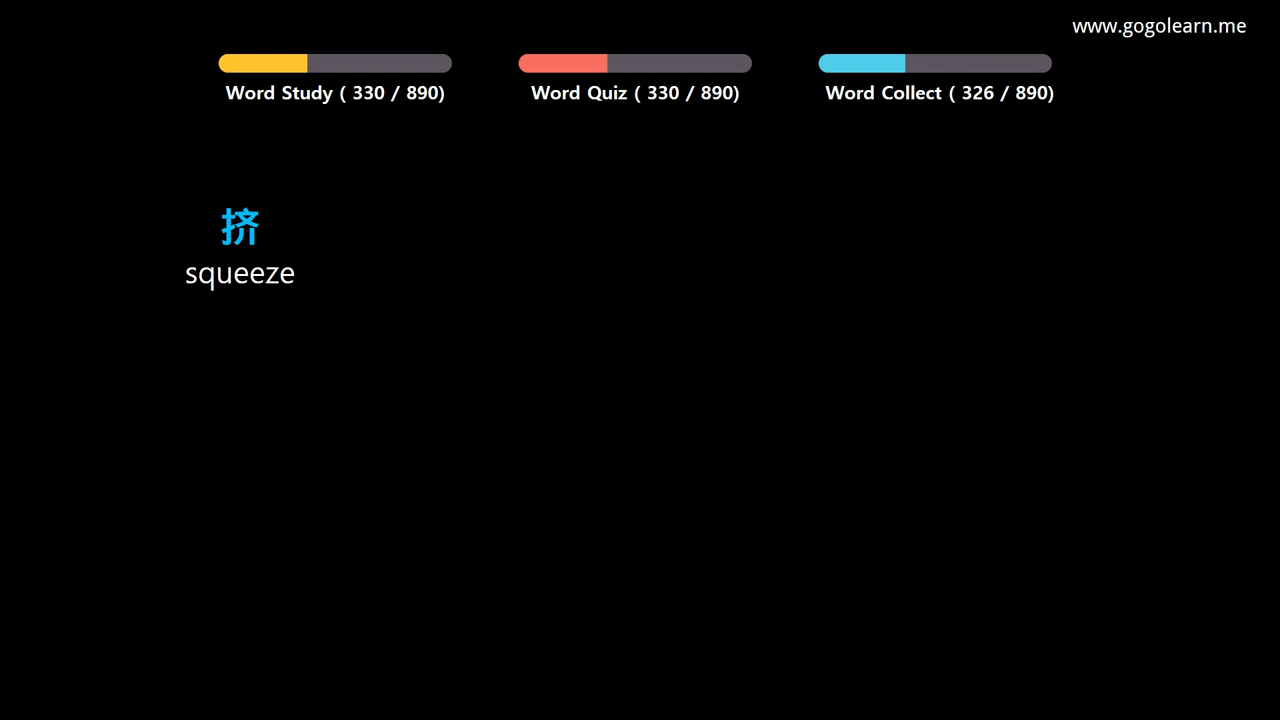 www.gogolearn.me
Word Study ( 330 / 890)
Word Quiz ( 330 / 890)
Word Collect ( 326 / 890)
挤
squeeze